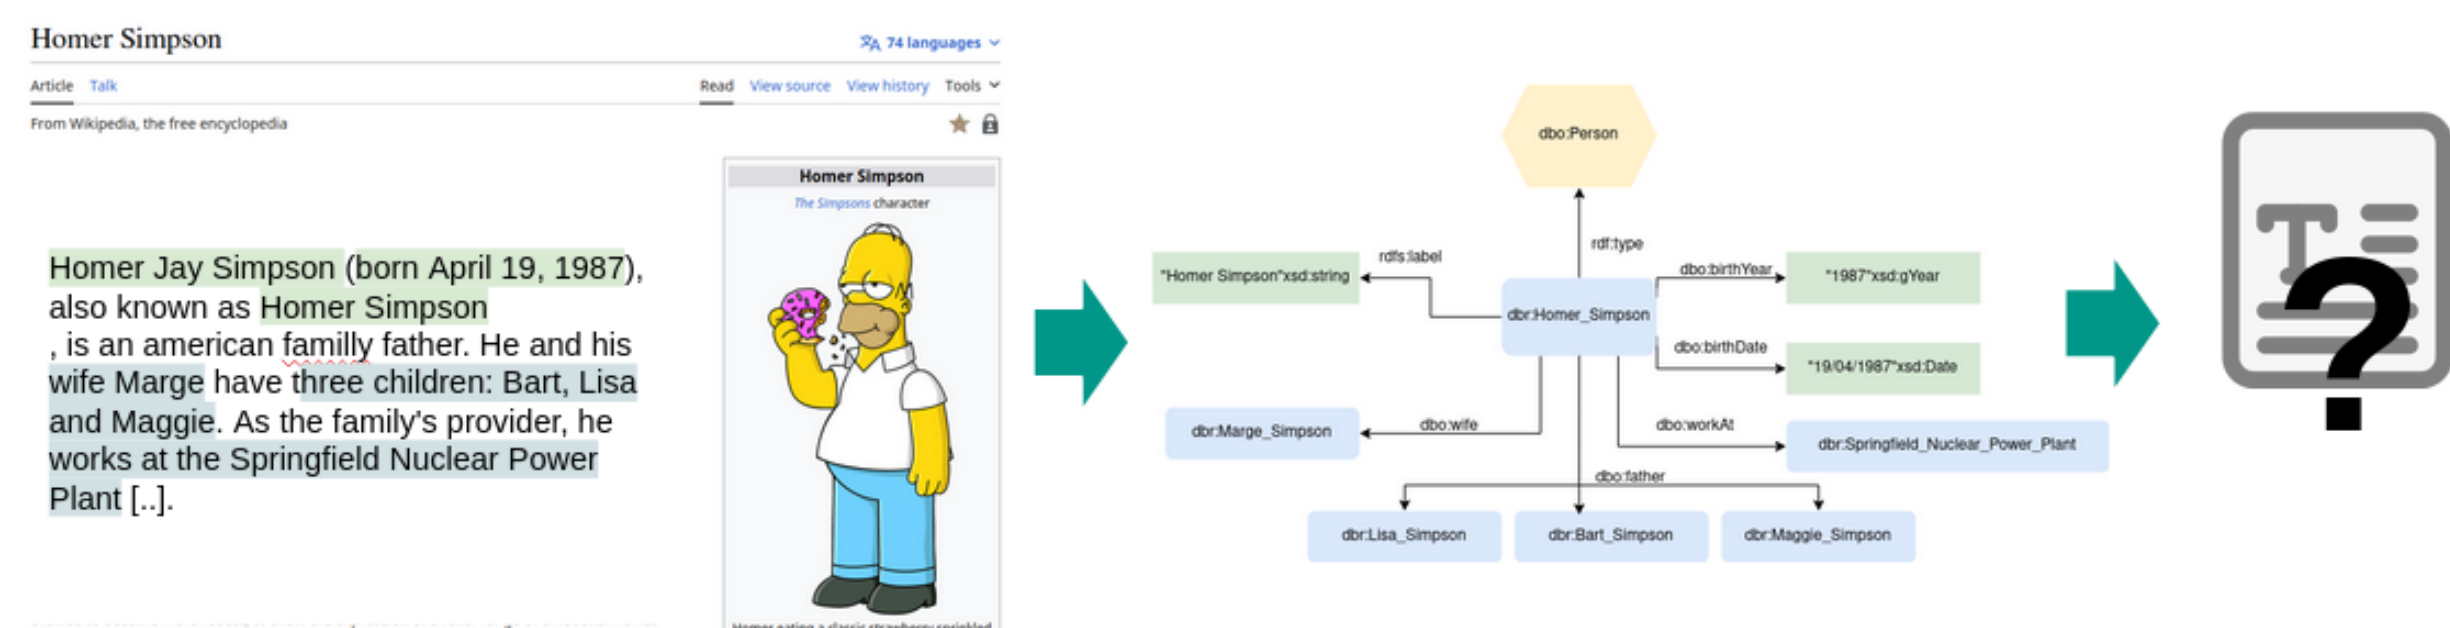 Homer Simpson
74 languages
Article Talk
Read View source View history Tools
From Wikipedia, the free encyclopedia
Homer Simpson
The Simpsons character
Homer Jay Simpson (born April 19, 1987),
also known as Homer Simpson
, is an american familly father. He and his
wife Marge have three children: Bart, Lisa
and Maggie. As the family's provider, he
works at the Springfield Nuclear Power
Plant [..].
Homer eating a classic strawberry sprinkled
dbo:Person
rdf:type
rdfs:label
"Homer Simpson"xsd:string
dbo:birthYear
"1987"xsd:gYear
dbr:Homer_Simpson
dbo:birthDate
"19/04/1987"xsd:Date
dbr:Marge_Simpson
dbo:wife
dbo:workAt
dbr:Springfield_Nuclear_Power_Plant
dbo:father
dbr:Lisa_Simpson
dbr:Bart_Simpson
dbr:Maggie_Simpson
T
?